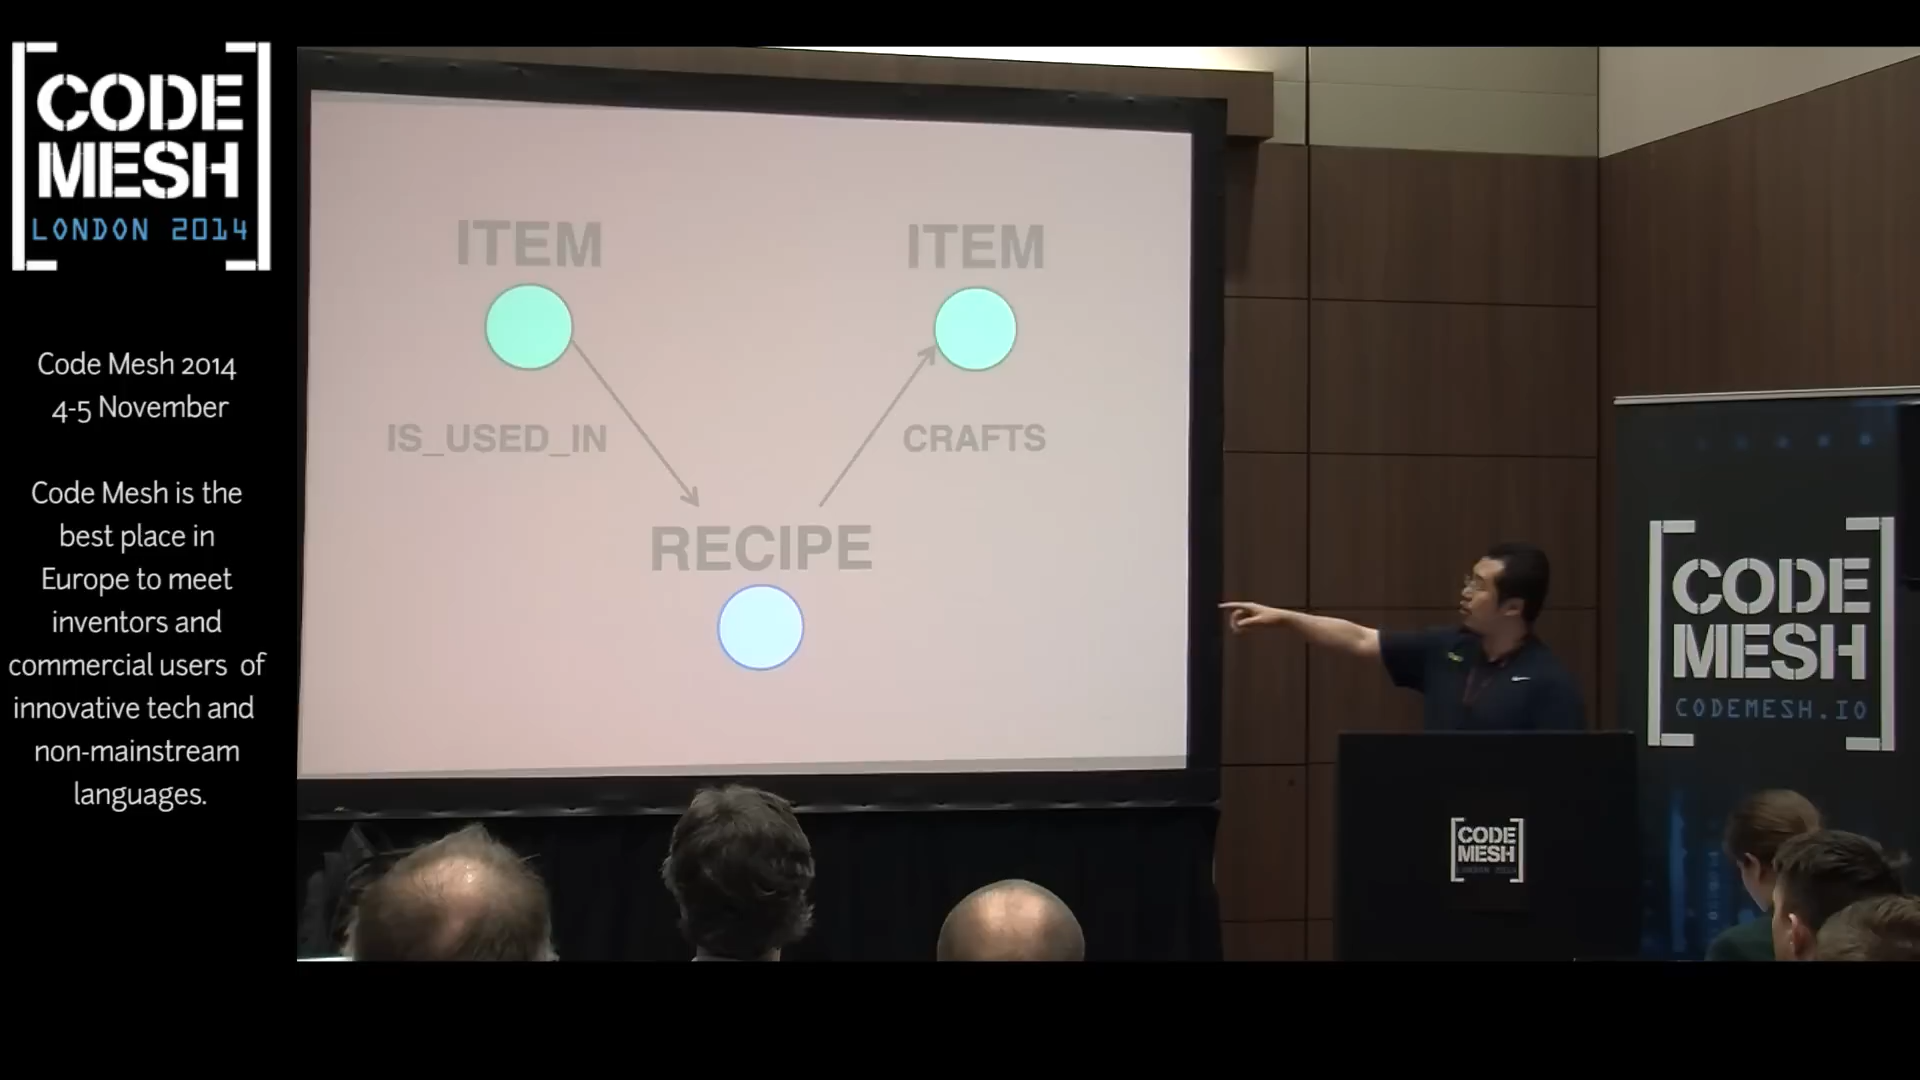 CODE
MESH
LONDON 2014
Code Mesh 2014
4-5 November
Code Mesh is the
best place in
Europe to meet
inventors and
commercial users of
innovative tech and
non-mainstream
languages.
ITEM
ITEM
IS_USED_IN
CRAFTS
RECIPE
CODE
MESH
CODEMESH.IO
CODE
MESH
LONDON 2014